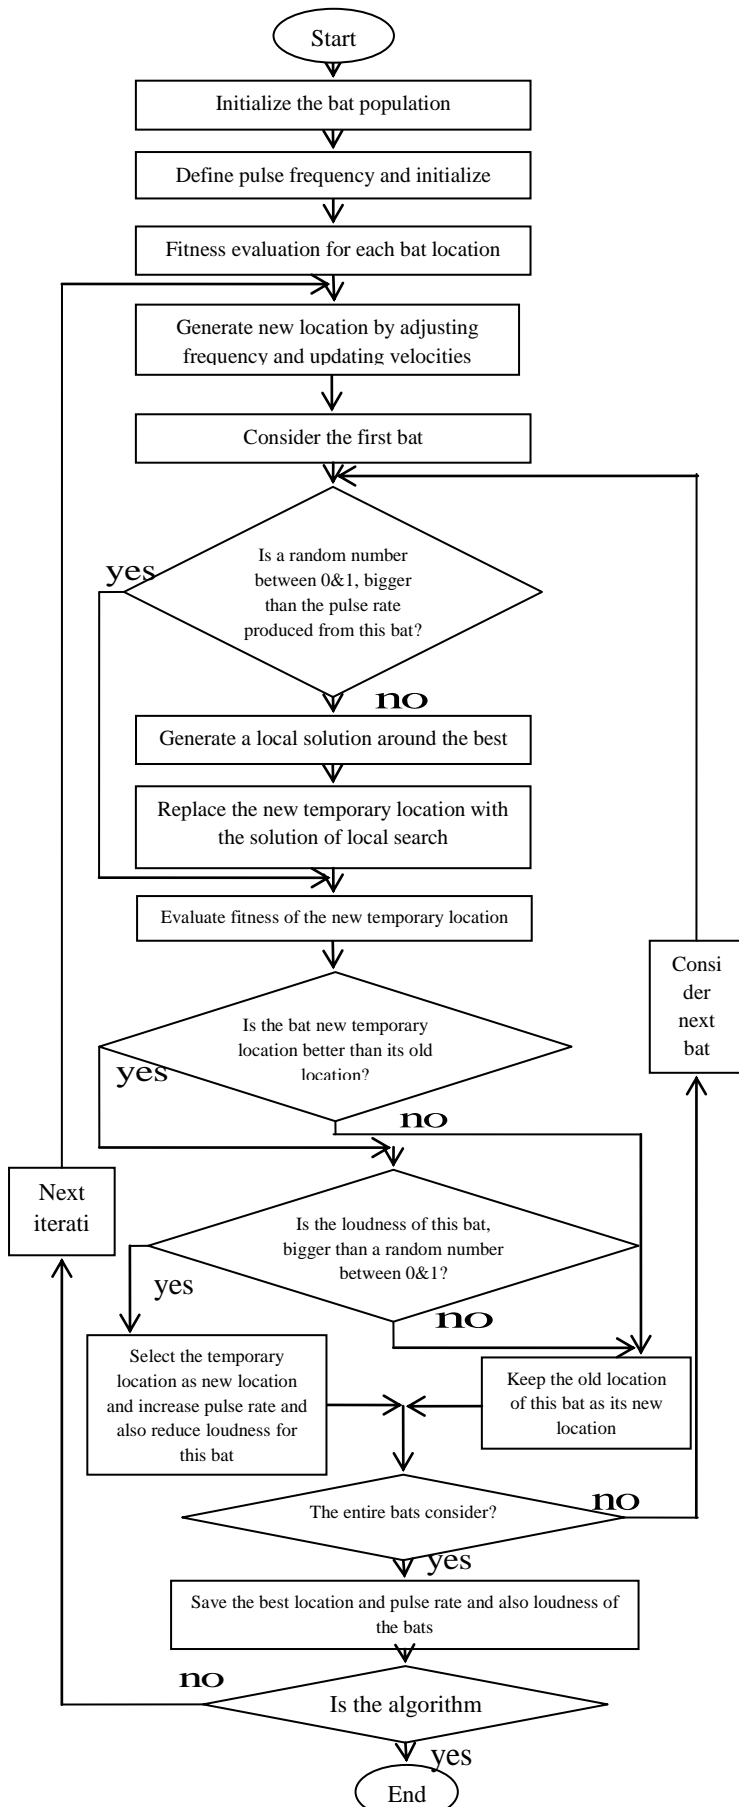 Start
Initialize the bat population
Define pulse frequency and initialize
Fitness evaluation for each bat location
Generate new location by adjusting
frequency and updating velocities
Consider the first bat
Is a random number
between 0&1, bigger
than the pulse rate
produced from this bat?
yes
no
Generate a local solution around the best
Replace the new temporary location with
the solution of local search
Evaluate fitness of the new temporary location
Consi
der
next
bat
Is the bat new temporary
location better than its old
location?
yes
no
Next
iterati
Is the loudness of this bat,
bigger than a random number
between 0&1?
yes
no
Select the temporary
location as new location
and increase pulse rate and
also reduce loudness for
this bat
Keep the old location
of this bat as its new
location
The entire bats consider?
no
yes
Save the best location and pulse rate and also loudness of
the bats
no
Is the algorithm
yes
End